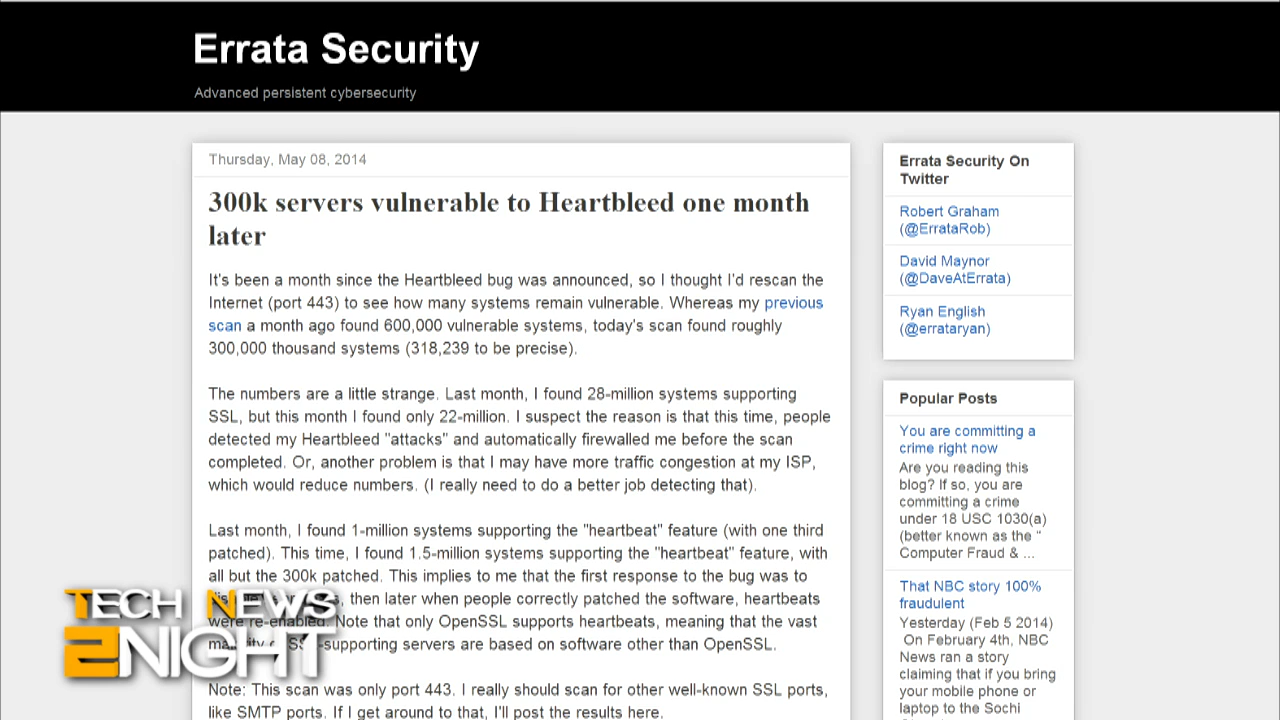 Errata Security
Advanced persistent cybersecurity
Thursday, May 08, 2014
300k servers vulnerable to Heartbleed one month
later
It's been a month since the Heartbleed bug was announced, so I thought I'd rescan the
Internet (port 443) to see how many systems remain vulnerable. Whereas my previous
scan a month ago found 600,000 vulnerable systems, today's scan found roughly
300,000 thousand systems (318,239 to be precise).
The numbers are a little strange. Last month, I found 28-million systems supporting
SSL, but this month I found only 22-million. I suspect the reason is that this time, people
detected my Heartbleed "attacks" and automatically firewalled me before the scan
completed. Or, another problem is that I may have more traffic congestion at my ISP,
which would reduce numbers. (I really need to do a better job detecting that).
Last month, I found 1-million systems supporting the "heartbeat" feature (with one third
patched). This time, I found 1.5-million systems supporting the "heartbeat" feature, with
all but the 300k patched. This implies to me that the first response to the bug was to
then later when people correctly patched the software, heartbeats
were re-enabled. Note that only OpenSSL supports heartbeats, meaning that the vast
-supporting servers are based on software other than OpenSSL.
Note: This scan was only port 443. I really should scan for other well-known SSL ports,
like SMTP ports. If I get around to that, I'll post the results here.
Errata Security On
Twitter
Robert Graham
(@ErrataRob)
David Maynor
(@DaveAtErrata)
Ryan English
(@errataryan)
Popular Posts
You are committing a
crime right now
Are you reading this
blog? If so, you are
committing a crime
under 18 USC 1030(a)
(better known as the "
Computer Fraud & ...
That NBC story 100%
fraudulent
Yesterday (Feb 5 2014)
On February 4th, NBC
News ran a story
claiming that if you bring
your mobile phone or
laptop to the Sochi
TECH NEWS
2NIGHT